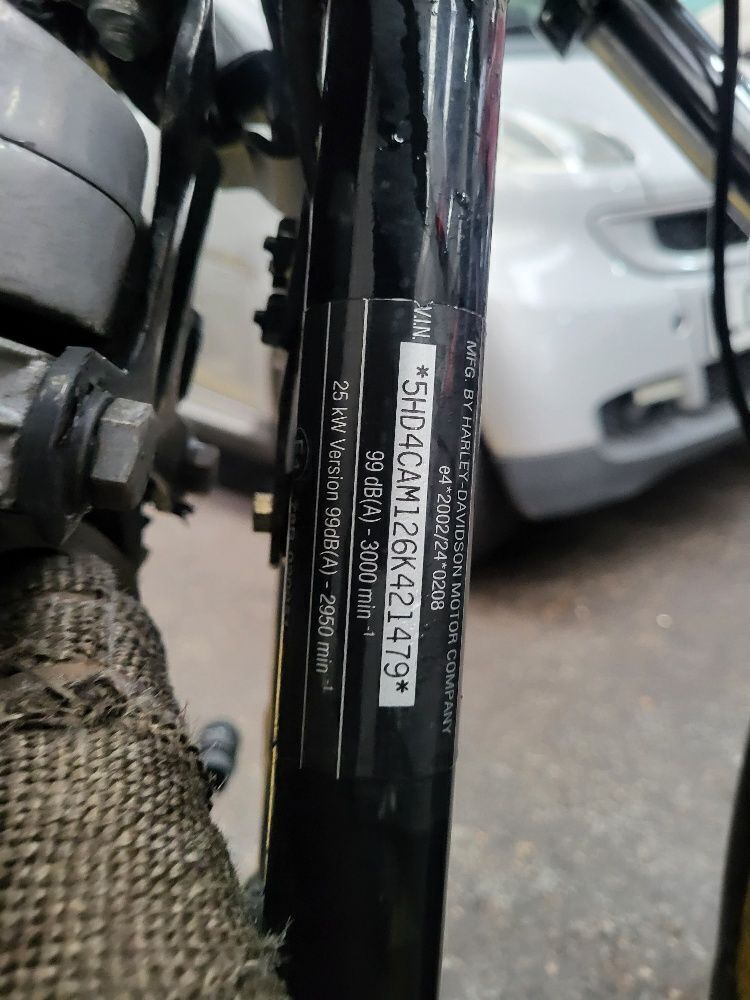 MFG. BY HARLEY-DAVIDSON MOTOR COMPANY
e4*2002/24*0208
V.I.N.
*5HD4CAM126K421479*
99 dB(A) - 3000 min⁻¹
25 kW Version 99dB(A) - 2950 min⁻¹